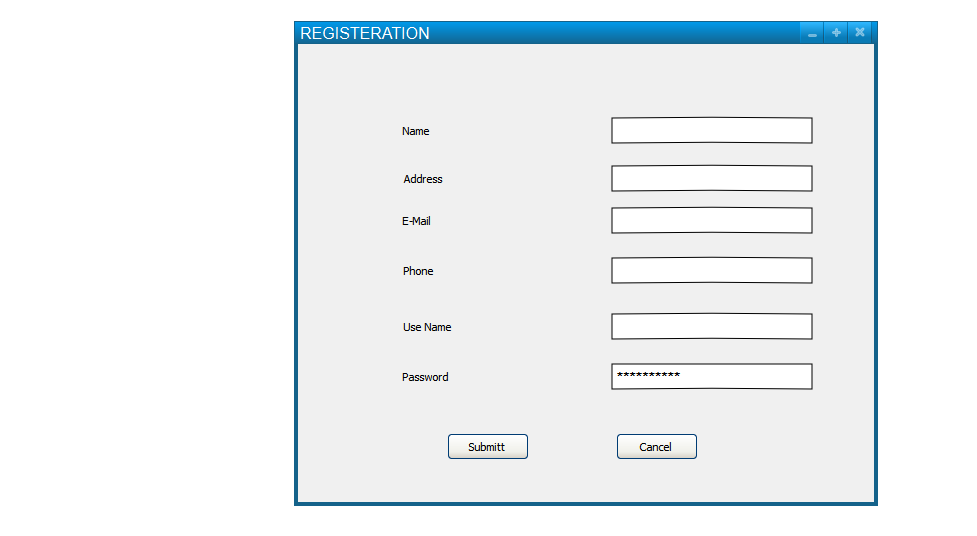 REGISTERATION
Name
Address
E-Mail
Phone
Use Name
Password **********
Submitt Cancel